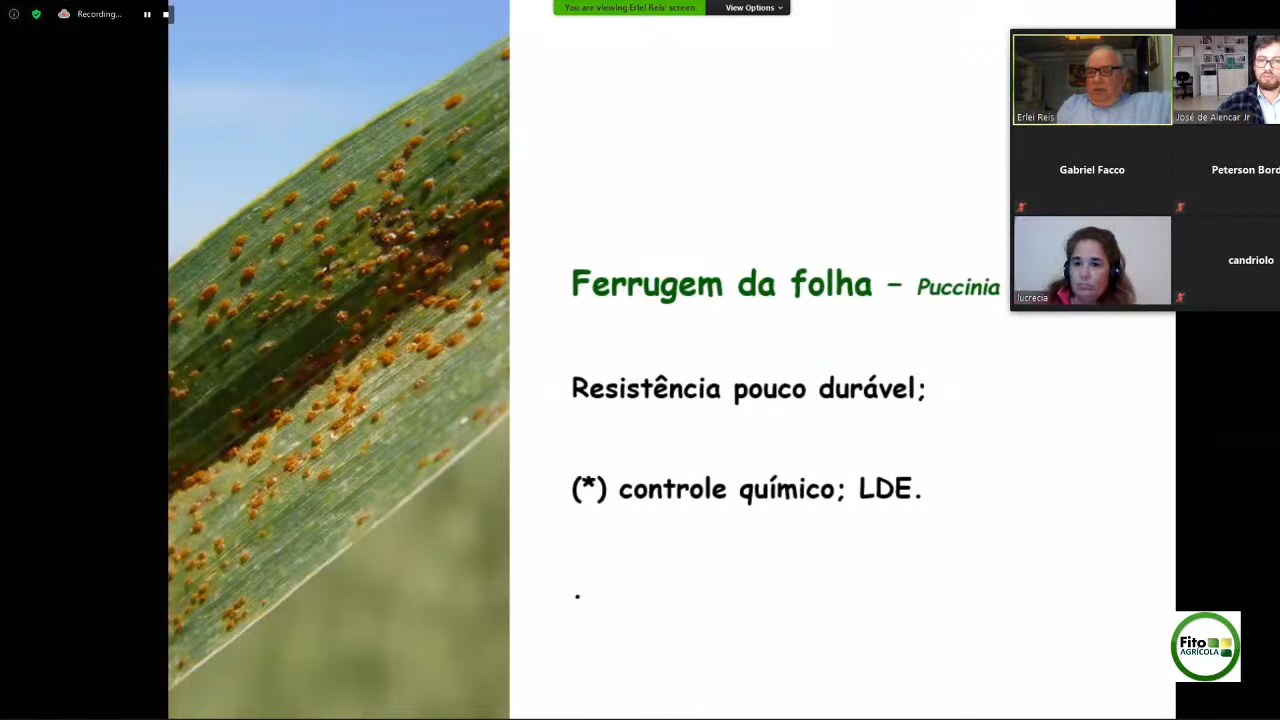 Recording...
You are viewing Erlei Reis' screen
View Options
Erlei Reis
José de Alencar Jr
Gabriel Facco
Peterson Bord
lucrecia
candriolo
Ferrugem da folha - Puccinia
Resistência pouco durável;
(*) controle químico; LDE.
.
Fito
AGRÍCOLA